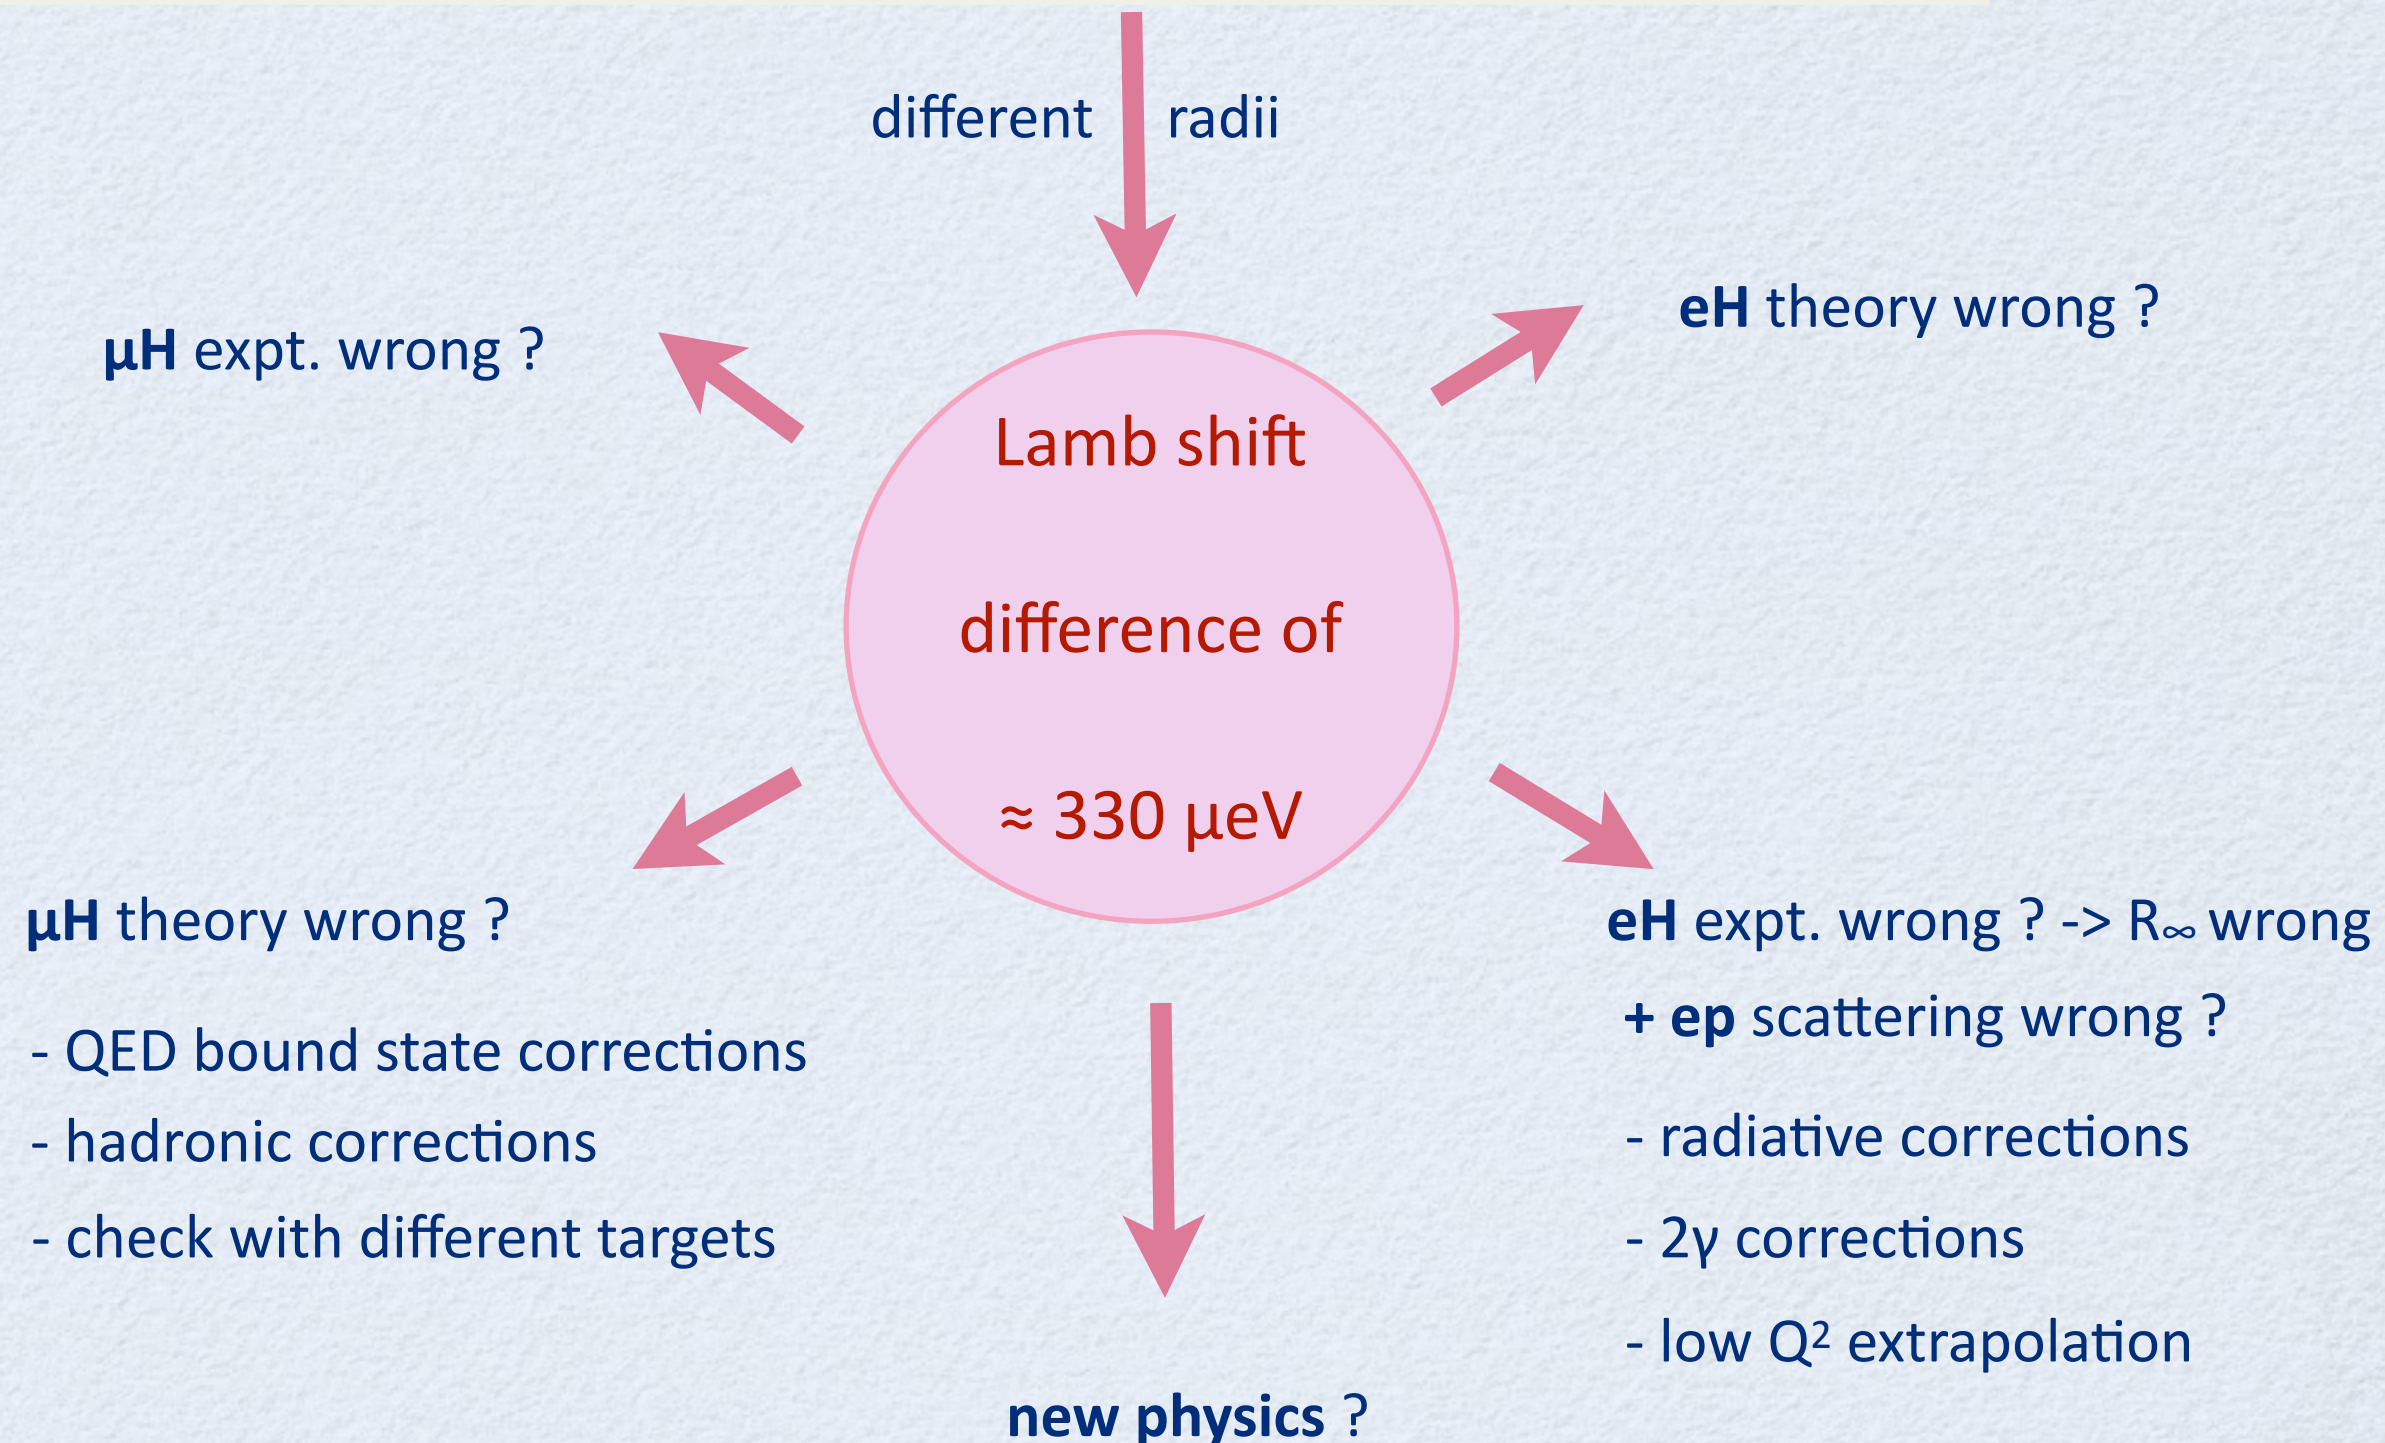 different radii
eH theory wrong ?
µH expt. wrong ?
Lamb shift
difference of
≈ 330 µeV
µH theory wrong ?
- QED bound state corrections
- hadronic corrections
- check with different targets
eH expt. wrong ? -> R∞ wrong
+ ep scattering wrong ?
- radiative corrections
- 2γ corrections
- low Q² extrapolation
new physics ?